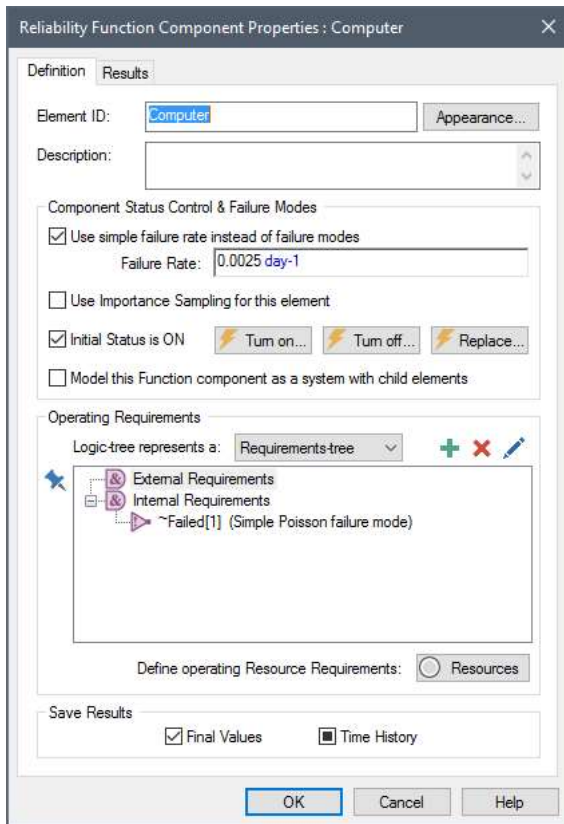 Reliability Function Component Properties : Computer
Definition Results
Element ID: Computer Appearance...
Description:
Component Status Control & Failure Modes
Use simple failure rate instead of failure modes
Failure Rate: 0.0025 day-1
Use Importance Sampling for this element
Initial Status is ON Turn on... Turn off... Replace...
Model this Function component as a system with child elements
Operating Requirements
Logic-tree represents a: Requirements-tree
& External Requirements
& Internal Requirements
~Failed[1] (Simple Poisson failure mode)
Define operating Resource Requirements: Resources
Save Results
Final Values Time History
OK Cancel Help